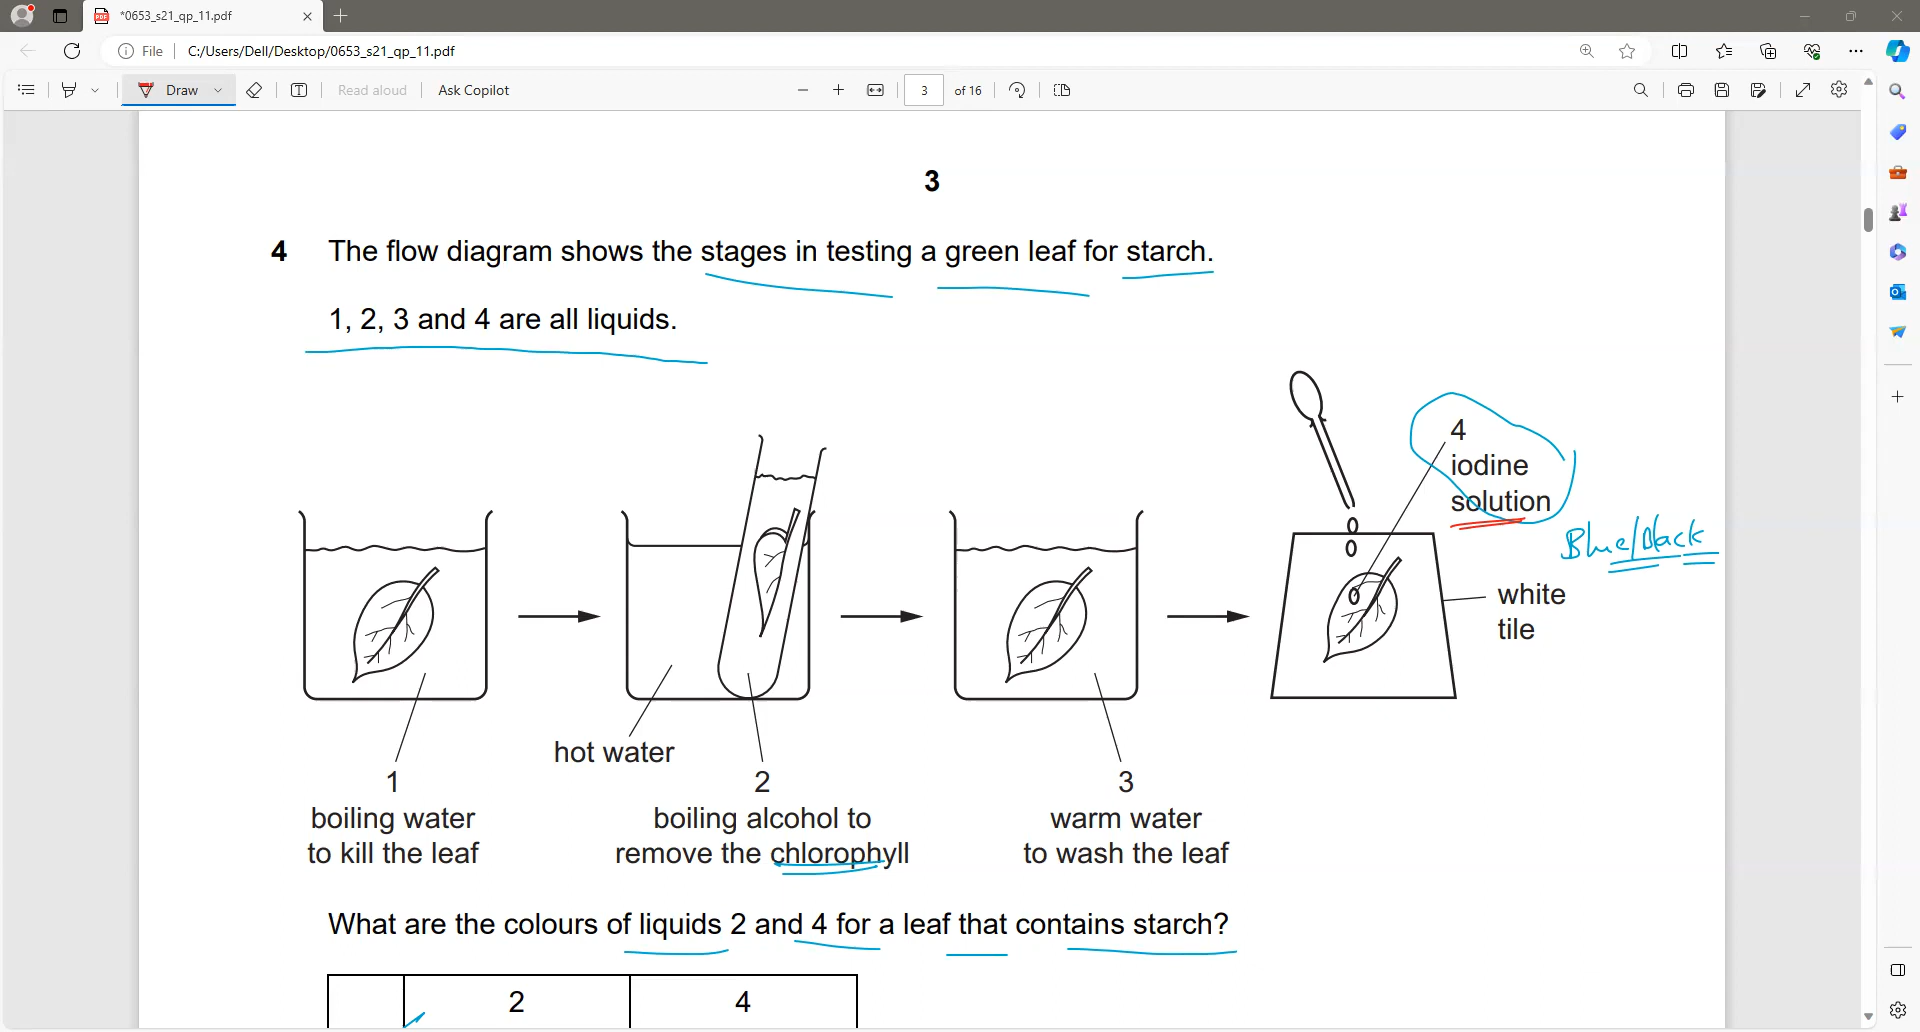 *0653_s21_qp_11.pdf
File C:/Users/Dell/Desktop/0653_s21_qp_11.pdf
Draw Read aloud Ask Copilot 3 of 16
3
4 The flow diagram shows the stages in testing a green leaf for starch.
1, 2, 3 and 4 are all liquids.
4
iodine
solution
Blue/black
white
tile
hot water
1 2 3
boiling water boiling alcohol to warm water
to kill the leaf remove the chlorophyll to wash the leaf
What are the colours of liquids 2 and 4 for a leaf that contains starch?
2 4